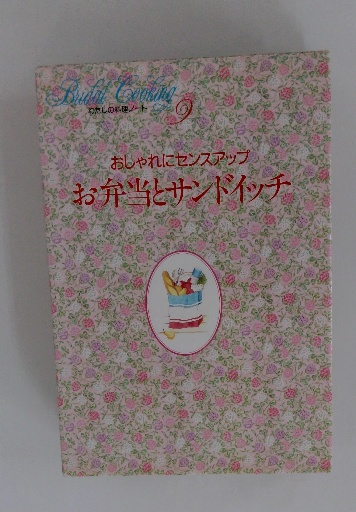 Bridal Cooking
わたしの料理ノート
9
おしゃれにセンスアップ
お弁当とサンドイッチ